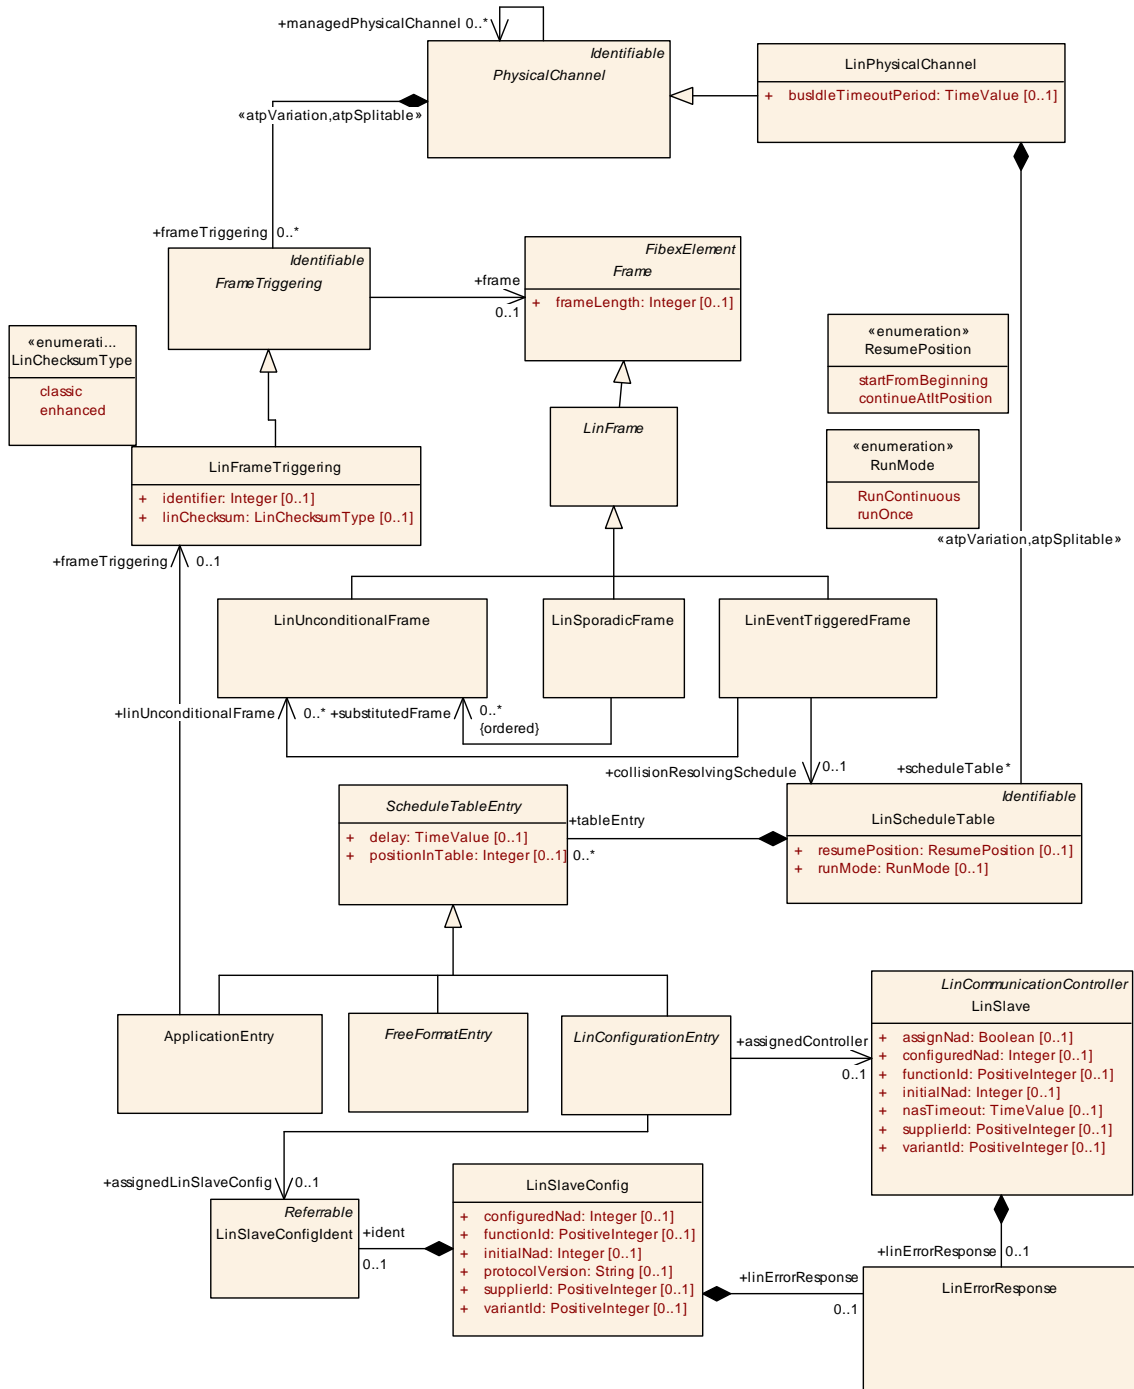 +managedPhysicalChannel 0..*
Identifiable
PhysicalChannel
LinPhysicalChannel
+ busIdleTimeoutPeriod: TimeValue [0..1]
«atpVariation,atpSplitable»
+frameTriggering 0..*
Identifiable
FrameTriggering
+frame
0..1
FibexElement
Frame
+ frameLength: Integer [0..1]
«enumerati...
LinChecksumType
classic
enhanced
«enumeration»
ResumePosition
startFromBeginning
continueAtItPosition
LinFrame
«enumeration»
RunMode
RunContinuous
runOnce
LinFrameTriggering
+ identifier: Integer [0..1]
+ linChecksum: LinChecksumType [0..1]
«atpVariation,atpSplitable»
+frameTriggering 0..1
LinUnconditionalFrame
LinSporadicFrame
LinEventTriggeredFrame
+linUnconditionalFrame 0..*
+substitutedFrame 0..*
{ordered}
+collisionResolvingSchedule 0..1
+scheduleTable *
ScheduleTableEntry
+ delay: TimeValue [0..1]
+ positionInTable: Integer [0..1]
+tableEntry
0..*
Identifiable
LinScheduleTable
+ resumePosition: ResumePosition [0..1]
+ runMode: RunMode [0..1]
ApplicationEntry
FreeFormatEntry
LinConfigurationEntry
+assignedController
0..1
LinCommunicationController
LinSlave
+ assignNad: Boolean [0..1]
+ configuredNad: Integer [0..1]
+ functionId: PositiveInteger [0..1]
+ initialNad: Integer [0..1]
+ nasTimeout: TimeValue [0..1]
+ supplierId: PositiveInteger [0..1]
+ variantId: PositiveInteger [0..1]
+assignedLinSlaveConfig 0..1
Referrable
LinSlaveConfigIdent
+ident
0..1
LinSlaveConfig
+ configuredNad: Integer [0..1]
+ functionId: PositiveInteger [0..1]
+ initialNad: Integer [0..1]
+ protocolVersion: String [0..1]
+ supplierId: PositiveInteger [0..1]
+ variantId: PositiveInteger [0..1]
+linErrorResponse 0..1
+linErrorResponse
0..1
LinErrorResponse